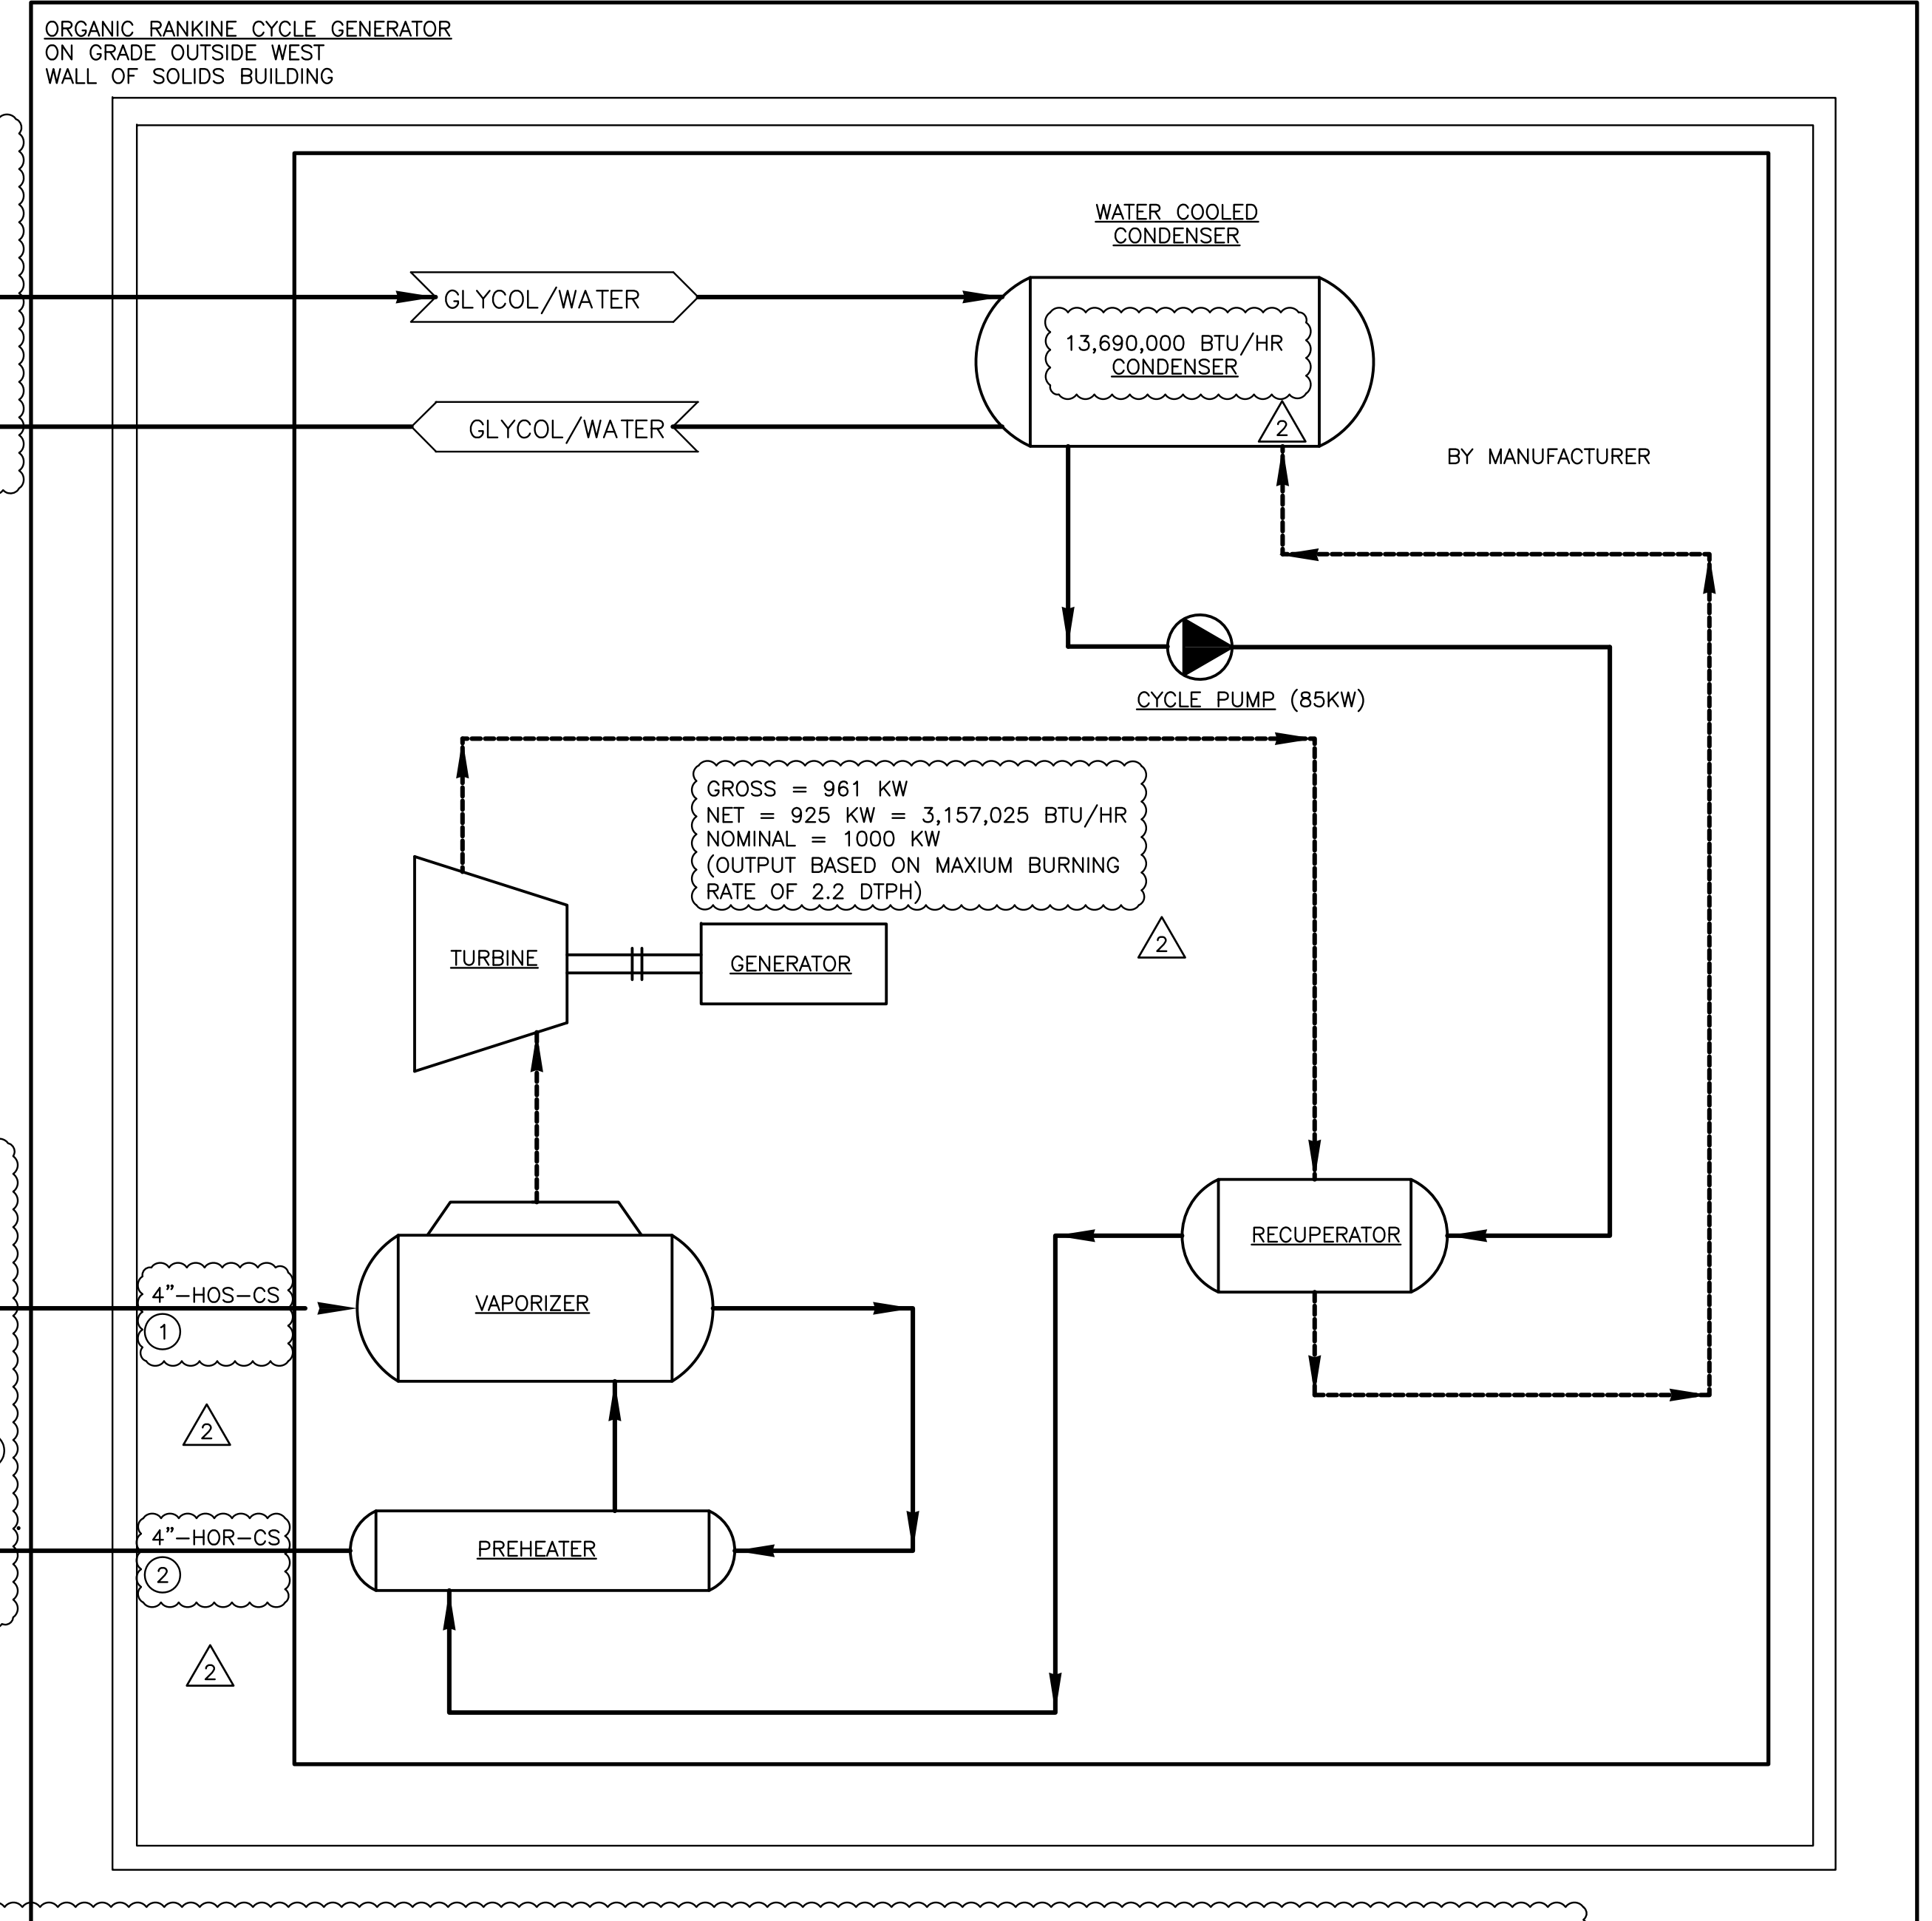 ORGANIC RANKINE CYCLE GENERATOR
ON GRADE OUTSIDE WEST
WALL OF SOLIDS BUILDING
WATER COOLED
CONDENSER
GLYCOL/WATER
13,690,000 BTU/HR
CONDENSER
2
GLYCOL/WATER
BY MANUFACTURER
CYCLE PUMP (85KW)
GROSS = 961 KW
NET = 925 KW = 3,157,025 BTU/HR
NOMINAL = 1000 KW
(OUTPUT BASED ON MAXIUM BURNING
RATE OF 2.2 DTPH)
2
TURBINE
GENERATOR
RECUPERATOR
4"-HOS-CS
1
VAPORIZER
2
4"-HOR-CS
2
PREHEATER
2